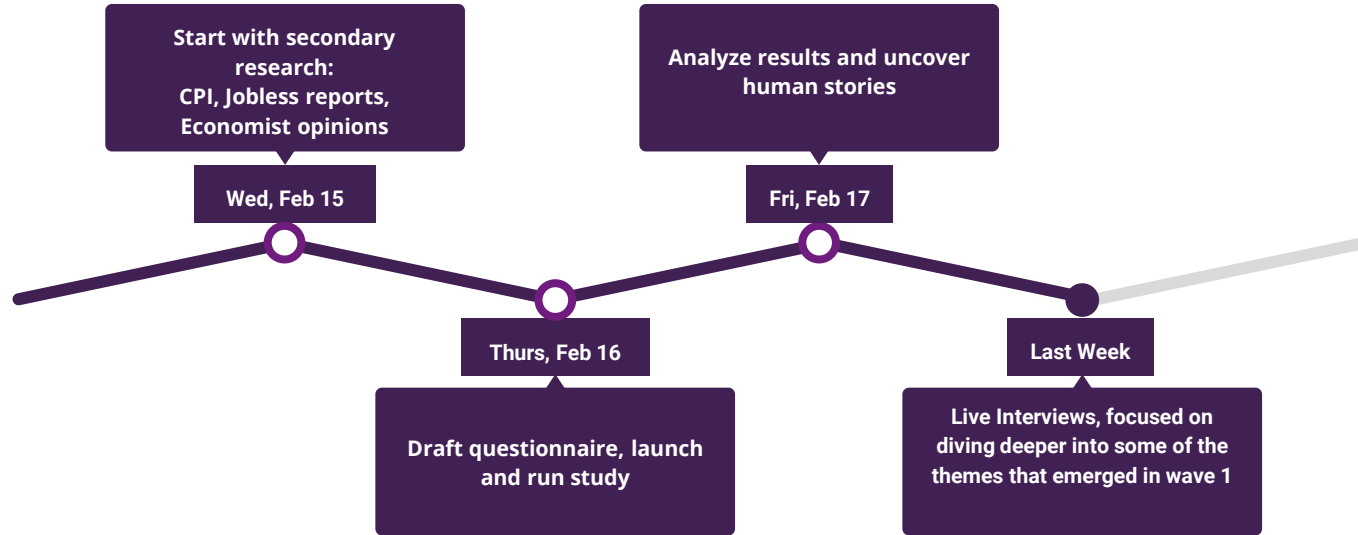 Start with secondary
research:
CPI, Jobless reports,
Economist opinions
Wed, Feb 15
Thurs, Feb 16
Draft questionnaire, launch
and run study
Analyze results and uncover
human stories
Fri, Feb 17
Last Week
Live Interviews, focused on
diving deeper into some of the
themes that emerged in wave 1